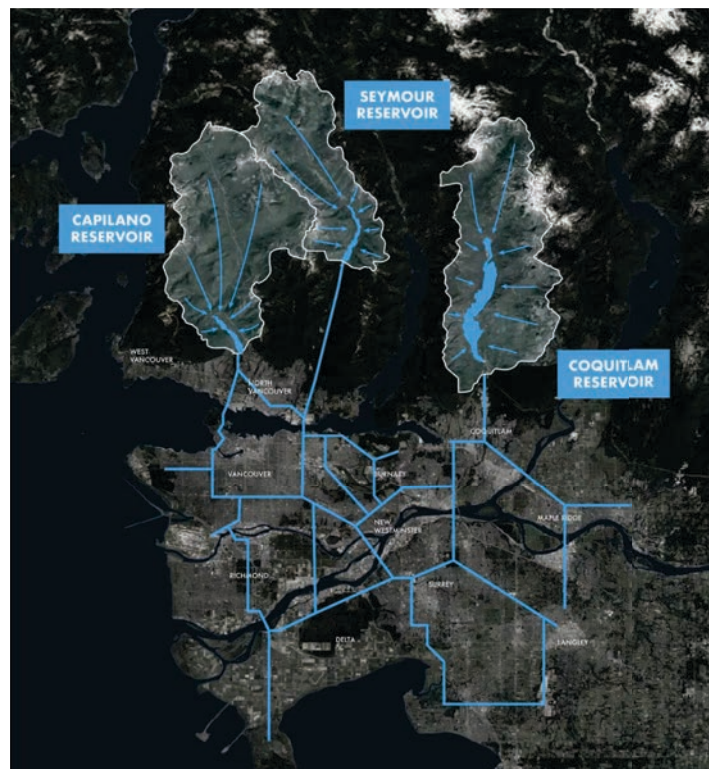 SEYMOUR
RESERVOIR
CAPILANO
RESERVOIR
COQUITLAM
RESERVOIR
WEST
VANCOUVER
NORTH
VANCOUVER
COQUITLAM
VANCOUVER
BURNABY
NEW
WESTMINSTER
MAPLE RIDGE
RICHMOND
SURREY
DELTA
LANGLEY